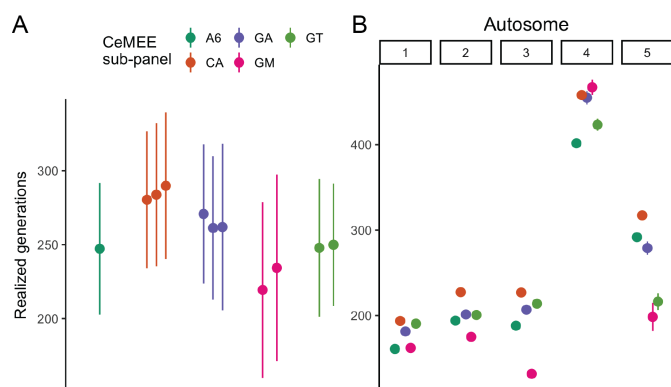 A
CeMEE sub-panel
A6 GA GT
CA GM
Realized generations
300
250
200
B
Autosome
1 2 3 4 5
400
300
200